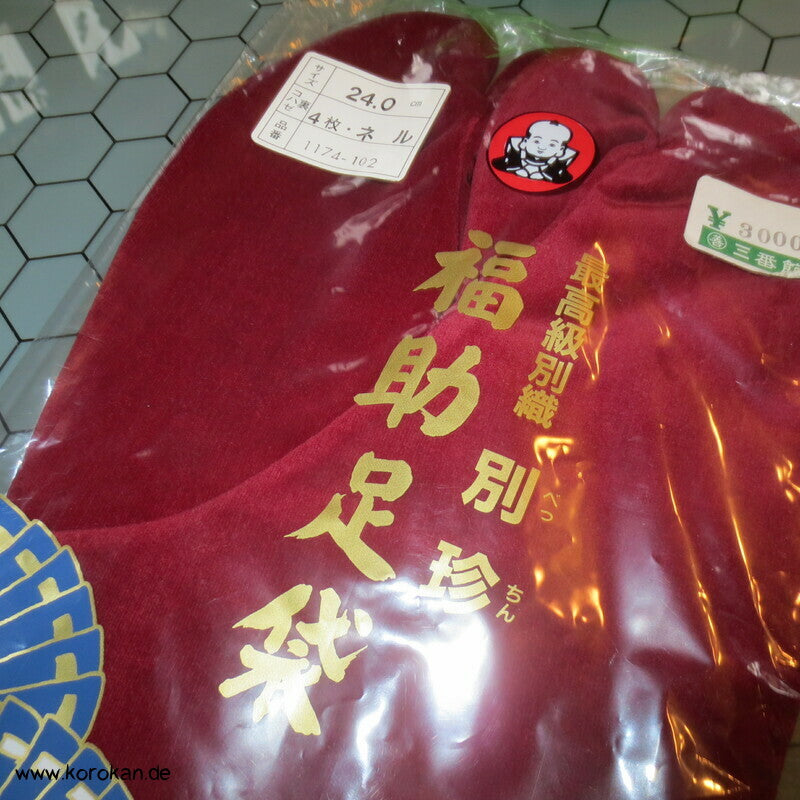 サイズ 24.0 cm
コハゼ 裏 4枚・ネル
品番 1174-102
¥3000
三番館
最高級別織
福助足袋
別珍
べっ
ちん
www.korokan.de